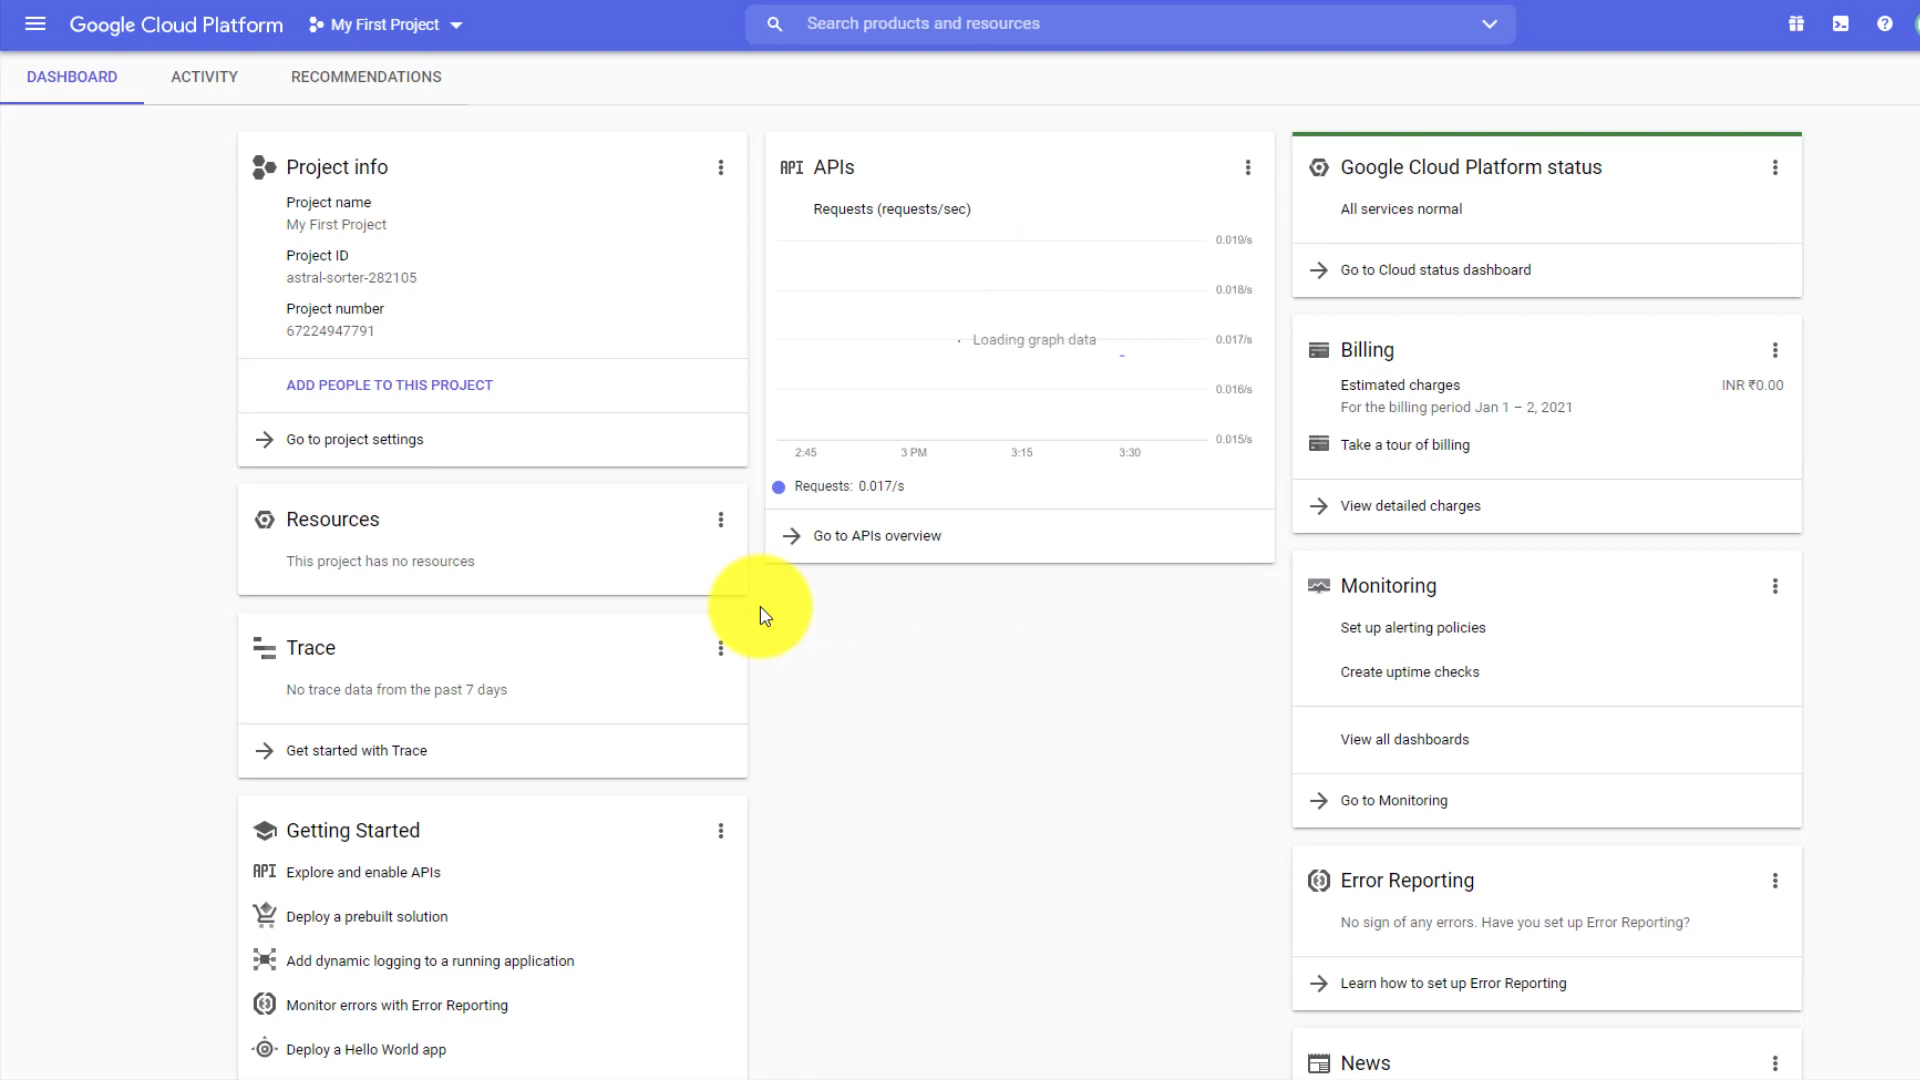 Google Cloud Platform
My First Project
Search products and resources
DASHBOARD
ACTIVITY
RECOMMENDATIONS
Project info
Project name
My First Project
Project ID
astral-sorter-282105
Project number
67224947791
ADD PEOPLE TO THIS PROJECT
Go to project settings
Resources
This project has no resources
Trace
No trace data from the past 7 days
Get started with Trace
Getting Started
API Explore and enable APIs
Deploy a prebuilt solution
Add dynamic logging to a running application
Monitor errors with Error Reporting
Deploy a Hello World app
API APIs
Requests (requests/sec)
0.019/s
0.018/s
Loading graph data
0.017/s
0.016/s
0.015/s
2:45 3 PM 3:15 3:30
Requests: 0.017/s
Go to APIs overview
Google Cloud Platform status
All services normal
Go to Cloud status dashboard
Billing
Estimated charges INR ₹0.00
For the billing period Jan 1 – 2, 2021
Take a tour of billing
View detailed charges
Monitoring
Set up alerting policies
Create uptime checks
View all dashboards
Go to Monitoring
Error Reporting
No sign of any errors. Have you set up Error Reporting?
Learn how to set up Error Reporting
News